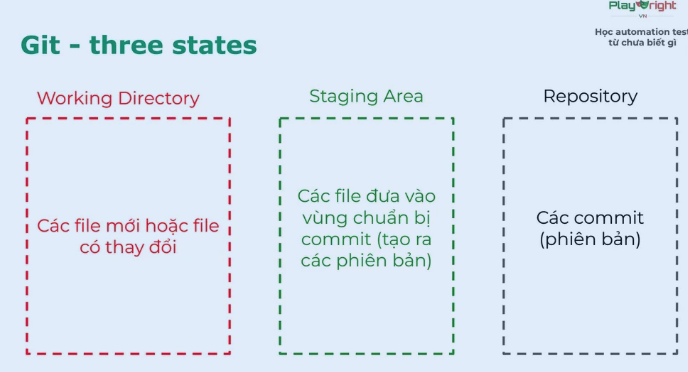 Playwright
VN
Học automation test
từ chưa biết gì
Git - three states
Working Directory
Staging Area
Repository
Các file mới hoặc file
có thay đổi
Các file đưa vào
vùng chuẩn bị
commit (tạo ra
các phiên bản)
Các commit
(phiên bản)